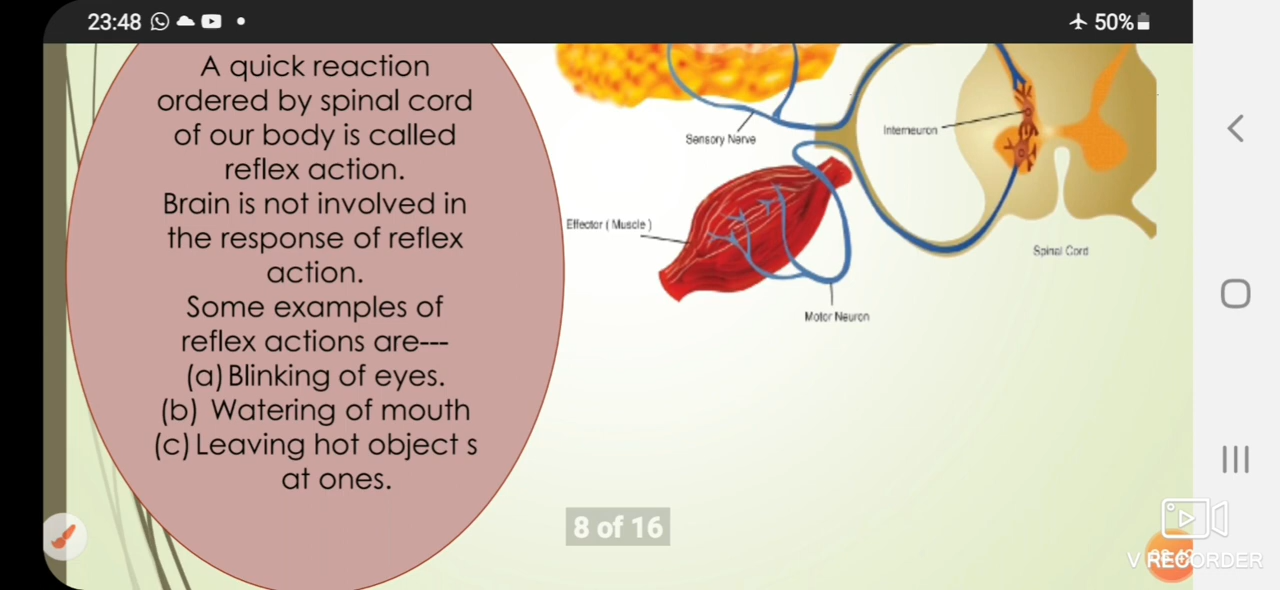 23:48
50%
A quick reaction
ordered by spinal cord
of our body is called
reflex action.
Brain is not involved in
the response of reflex
action.
Some examples of
reflex actions are---
(a) Blinking of eyes.
(b) Watering of mouth
(c) Leaving hot object s
at ones.
Sensory Nerve
Interneuron
Effector ( Muscle )
Spinal Cord
Motor Neuron
8 of 16
V RECORDER